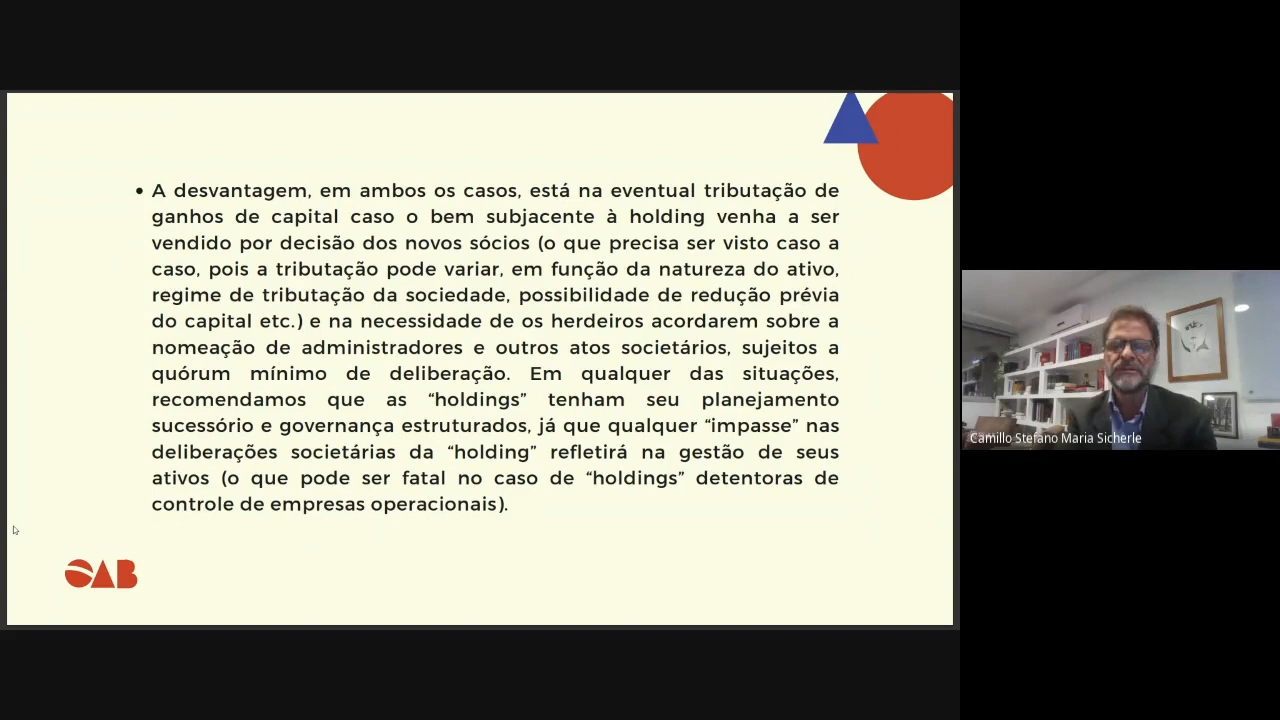 • A desvantagem, em ambos os casos, está na eventual tributação de
ganhos de capital caso o bem subjacente à holding venha a ser
vendido por decisão dos novos sócios (o que precisa ser visto caso a
caso, pois a tributação pode variar, em função da natureza do ativo,
regime de tributação da sociedade, possibilidade de redução prévia
do capital etc.) e na necessidade de os herdeiros acordarem sobre a
nomeação de administradores e outros atos societários, sujeitos a
quórum mínimo de deliberação. Em qualquer das situações,
recomendamos que as “holdings” tenham seu planejamento
sucessório e governança estruturados, já que qualquer “impasse” nas
deliberações societárias da “holding” refletirá na gestão de seus
ativos (o que pode ser fatal no caso de “holdings” detentoras de
controle de empresas operacionais).
OAB
Camillo Stefano Maria Sicherle